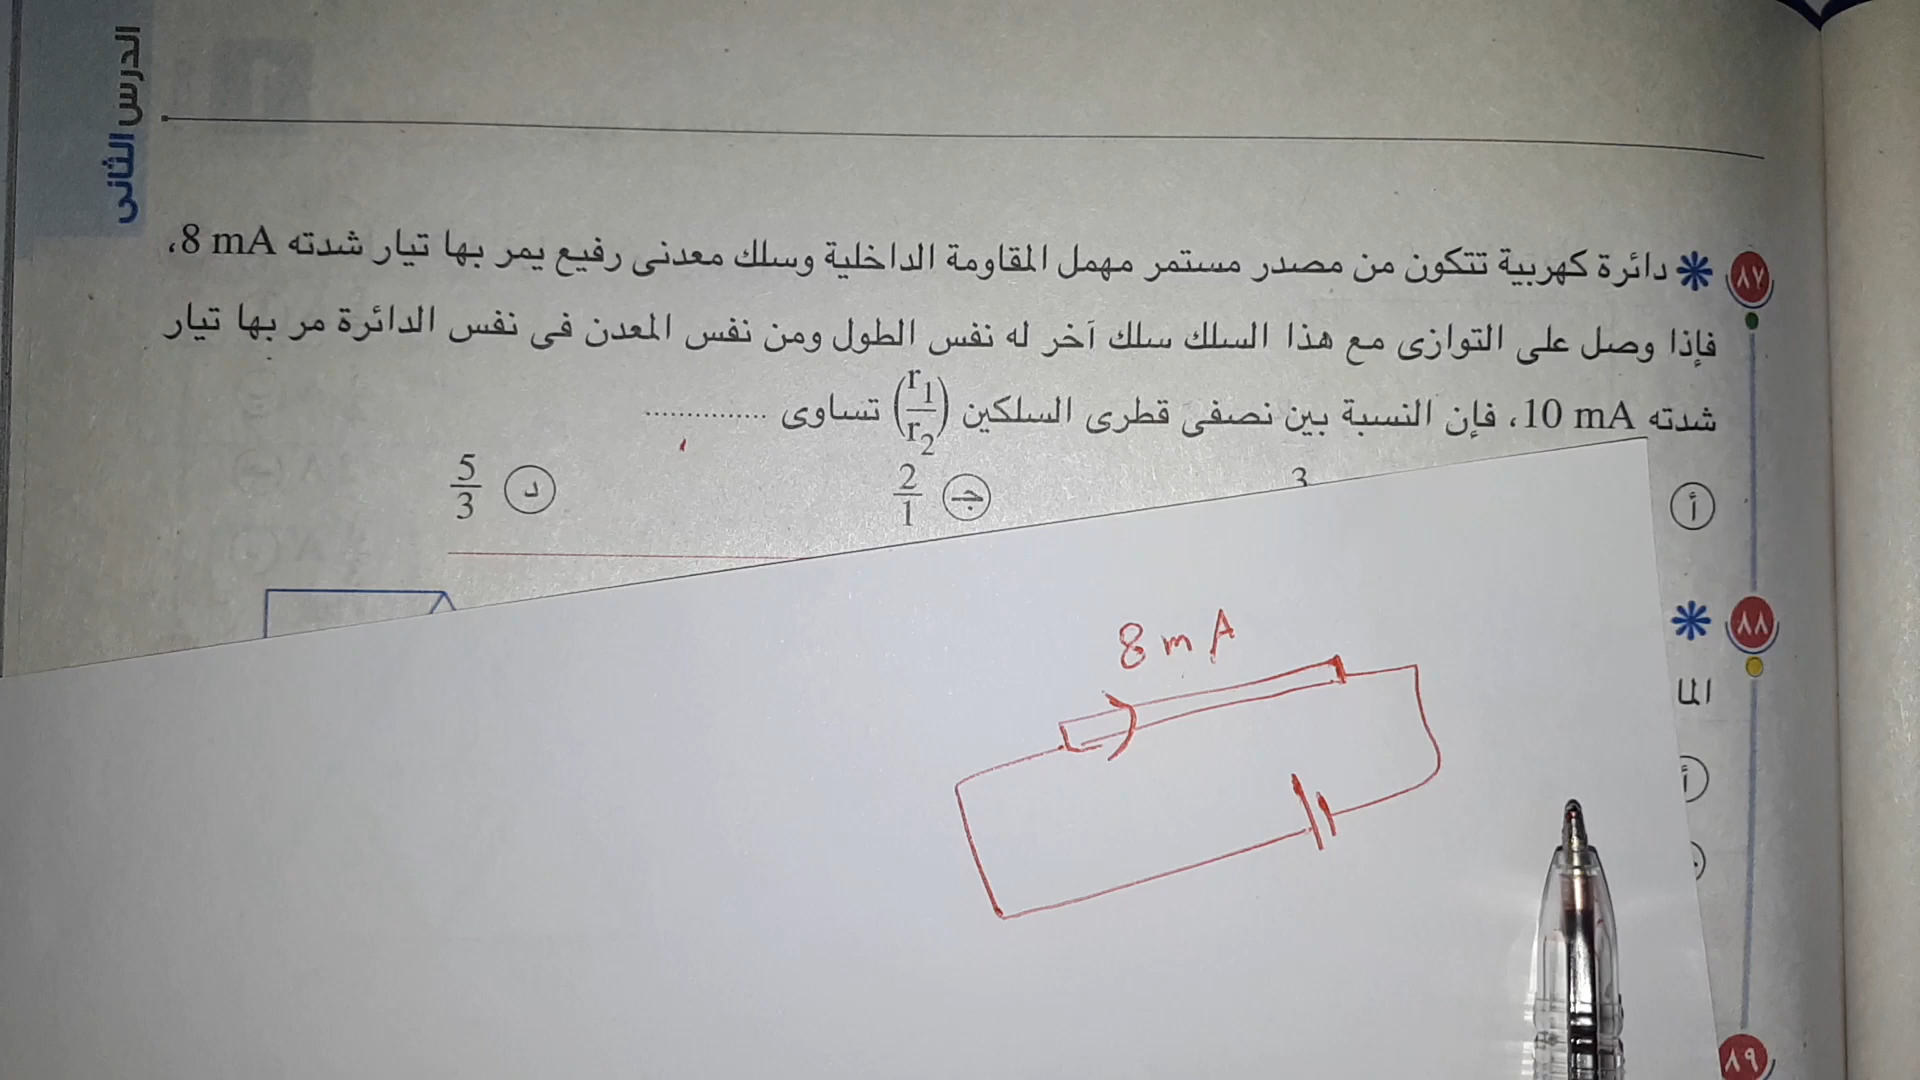 الدرس الثانى
٨٧ * دائرة كهربية تتكون من مصدر مستمر مهمل المقاومة الداخلية وسلك معدنى رفيع يمر بها تيار شدته 8 mA،
فإذا وصل على التوازى مع هذا السلك سلك آخر له نفس الطول ومن نفس المعدن فى نفس الدائرة مر بها تيار
شدته 10 mA، فإن النسبة بين نصفى قطرى السلكين (r₁/r₂) تساوى ...............
أ 3 ج 2/1 د 5/3
8 mA
٨٨ *
الما
أ
٨٩